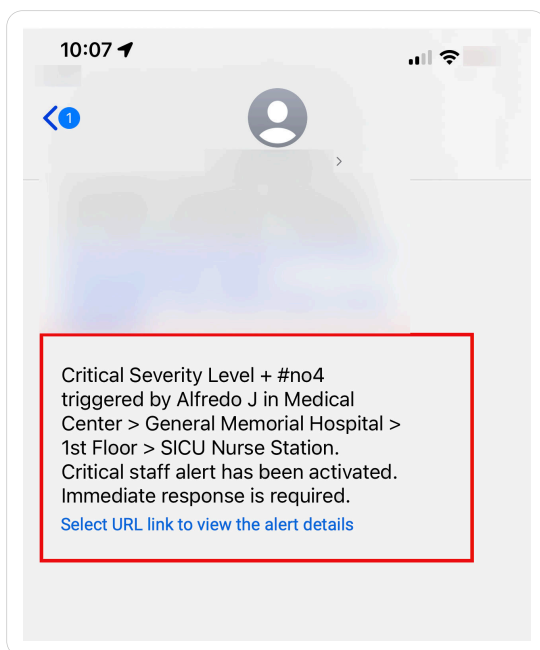 10:07
1
Critical Severity Level + #no4
triggered by Alfredo J in Medical
Center > General Memorial Hospital >
1st Floor > SICU Nurse Station.
Critical staff alert has been activated.
Immediate response is required.
Select URL link to view the alert details